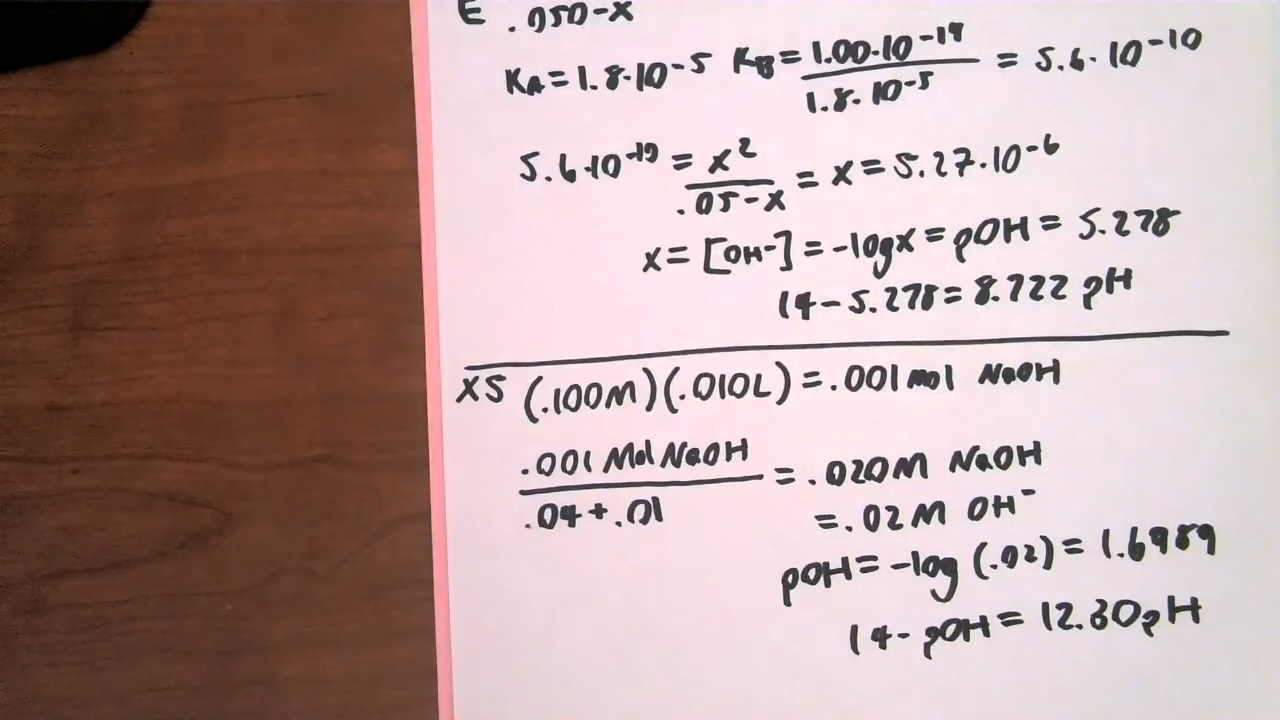 E .050-x
KA = 1.8·10^-5 KB = 1.00·10^-14 / 1.8·10^-5 = 5.6·10^-10
5.6·10^-10 = x^2 / .05-x = x = 5.27·10^-6
x = [OH-] = -logx = pOH = 5.278
14 - 5.278 = 8.722 pH
XS (.100M)(.010L) = .001 mol NaOH
.001 Mol NaOH / .04 + .01 = .020M NaOH
= .02M OH-
pOH = -log (.02) = 1.6989
14 - pOH = 12.30 pH